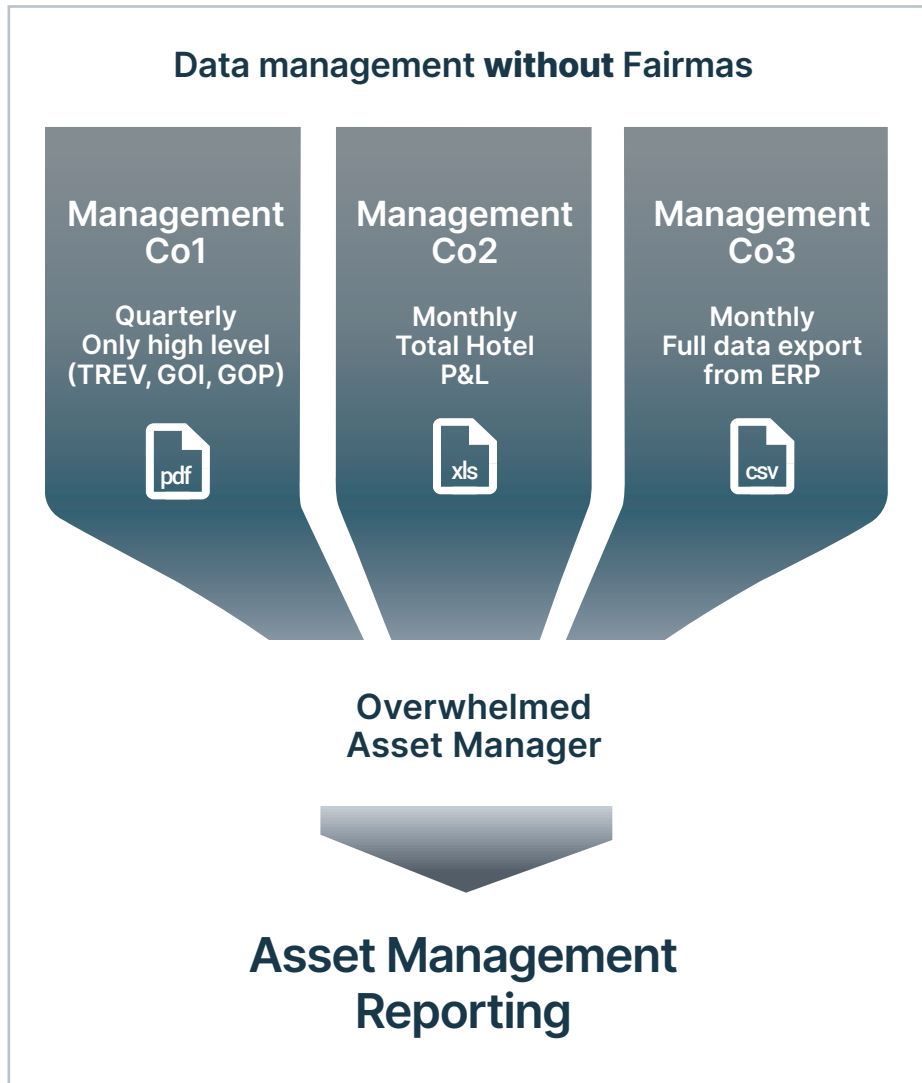 Data management without Fairmas
Management
Co1
Quarterly
Only high level
(TREV, GOI, GOP)
pdf
Management
Co2
Monthly
Total Hotel
P&L
xls
Management
Co3
Monthly
Full data export
from ERP
csv
Overwhelmed
Asset Manager
Asset Management
Reporting